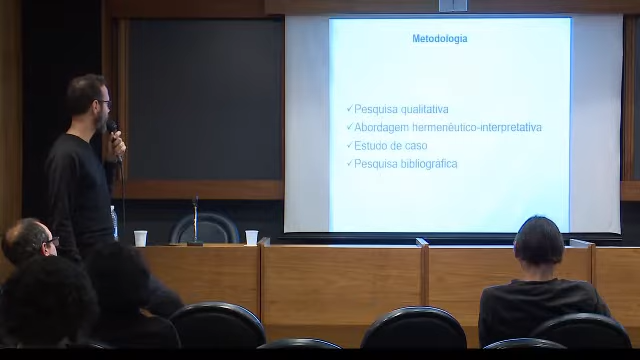 Metodologia
✓Pesquisa qualitativa
✓Abordagem hermenêutico-interpretativa
✓Estudo de caso
✓Pesquisa bibliográfica